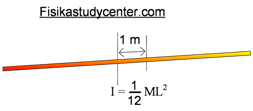 Fisikastudycenter.com
1 m
I = 1/12 ML²